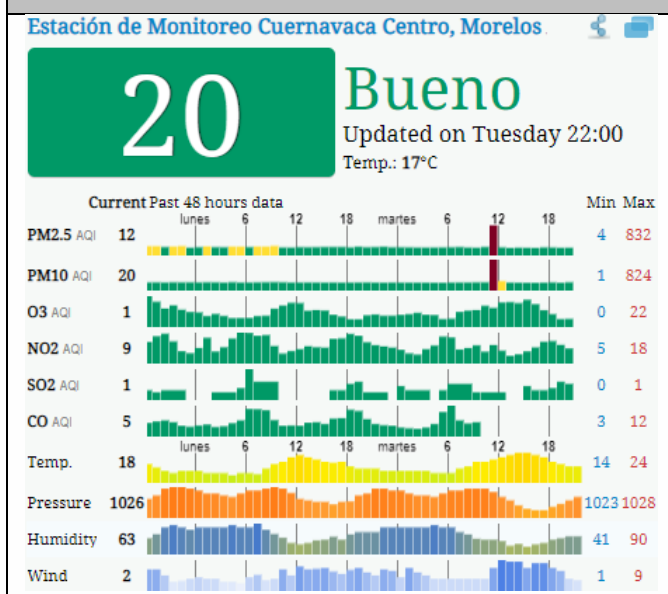 Estación de Monitoreo Cuernavaca Centro, Morelos.
20
Bueno
Updated on Tuesday 22:00
Temp.: 17°C
Current Past 48 hours data Min Max
lunes 6 12 18 martes 6 12 18
PM2.5 AQI 12 4 832
PM10 AQI 20 1 824
O3 AQI 1 0 22
NO2 AQI 9 5 18
SO2 AQI 1 0 1
CO AQI 5 3 12
lunes 6 12 18 martes 6 12 18
Temp. 18 14 24
Pressure 1026 1023 1028
Humidity 63 41 90
Wind 2 1 9